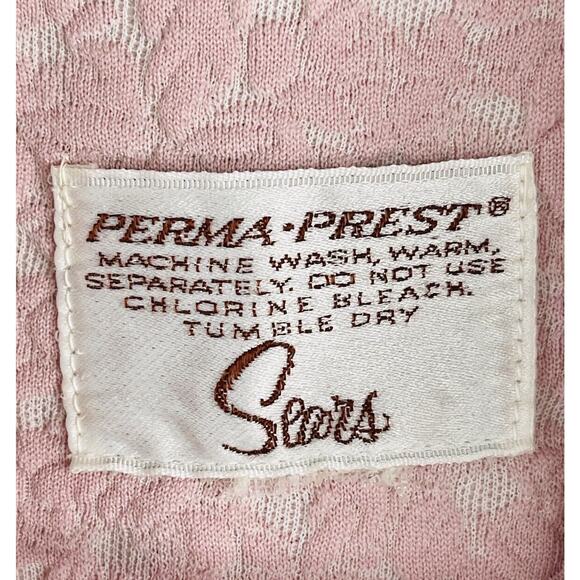 PERMA·PREST®
MACHINE WASH, WARM,
SEPARATELY. DO NOT USE
CHLORINE BLEACH.
TUMBLE DRY
Sears